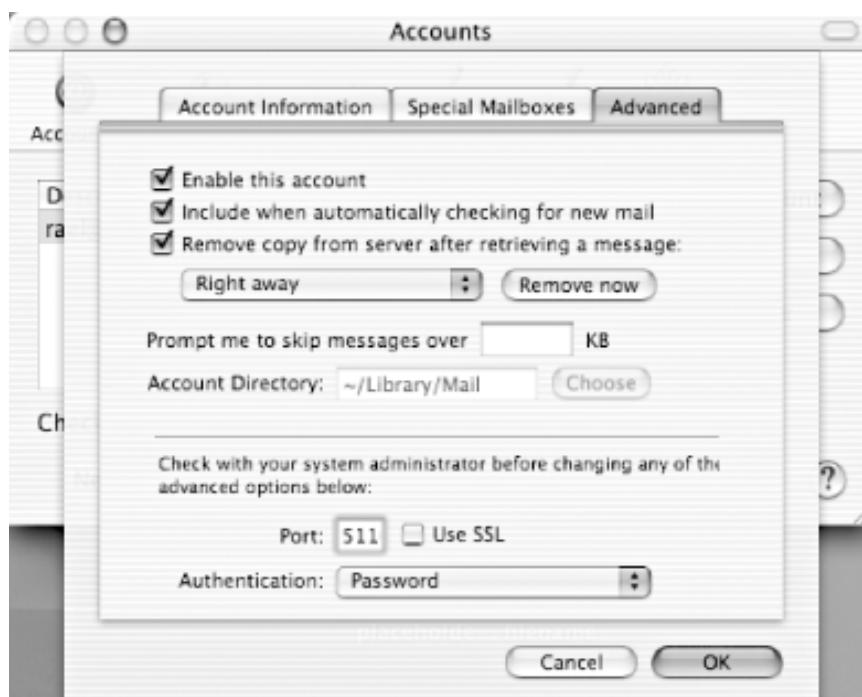 Accounts
Account Information
Special Mailboxes
Advanced
Acc
D
ra
Enable this account
Include when automatically checking for new mail
Remove copy from server after retrieving a message:
Right away
Remove now
Prompt me to skip messages over KB
Account Directory: ~/Library/Mail Choose
Ch
Check with your system administrator before changing any of the
advanced options below:
?
Port: 511 Use SSL
Authentication: Password
Cancel
OK